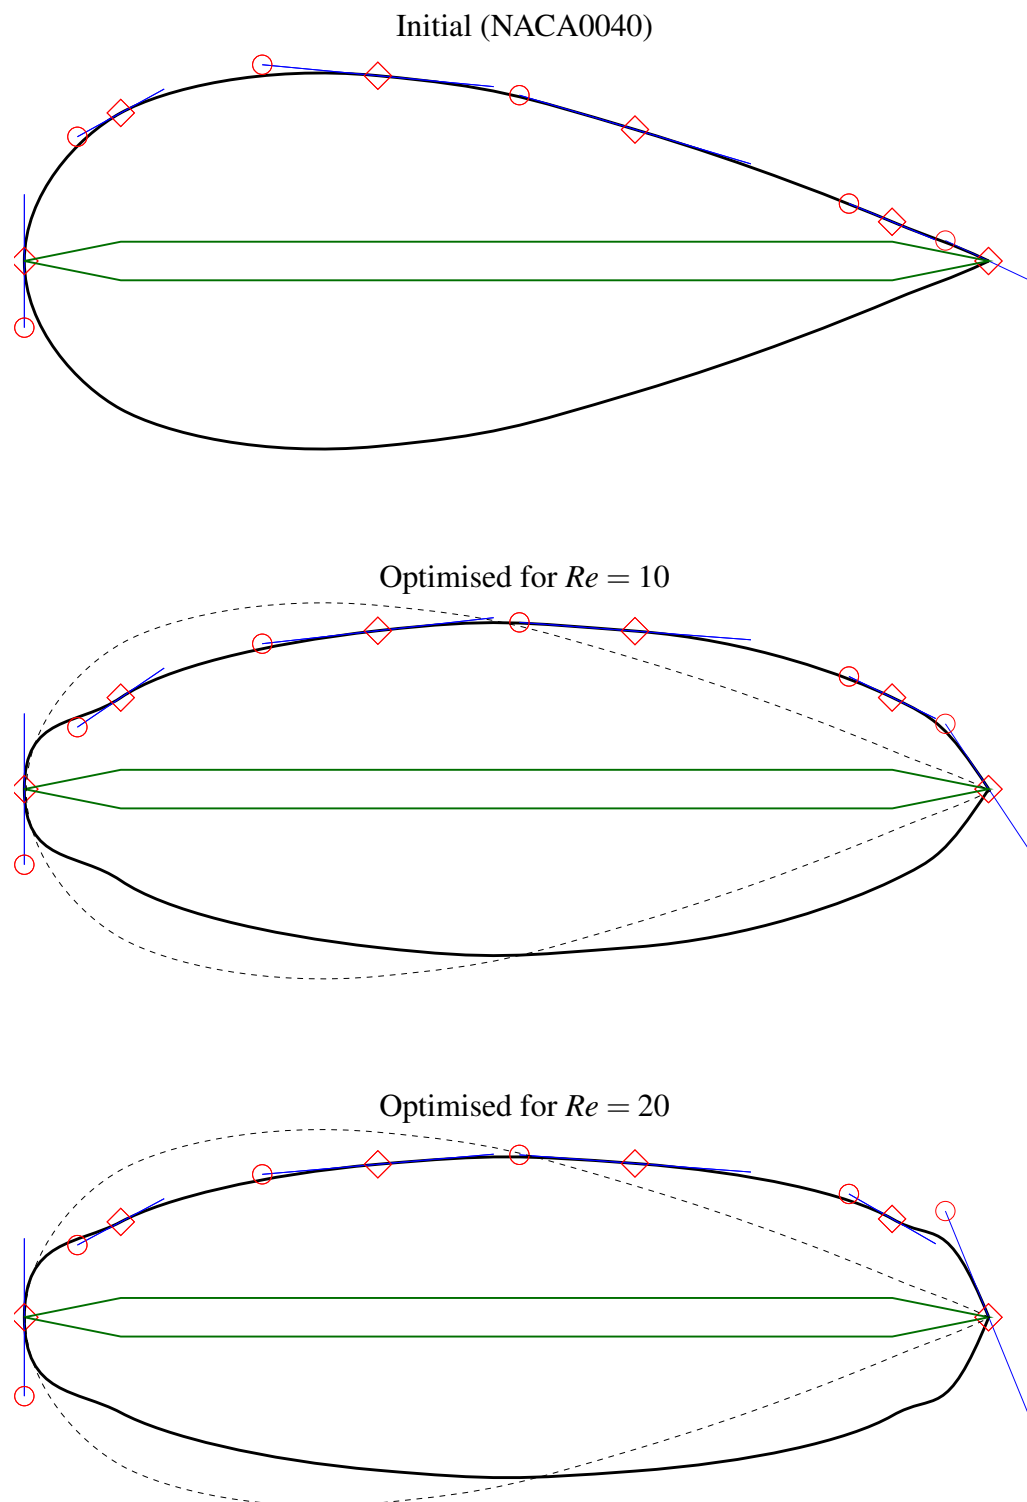 Initial (NACA0040)
Optimised for Re = 10
Optimised for Re = 20